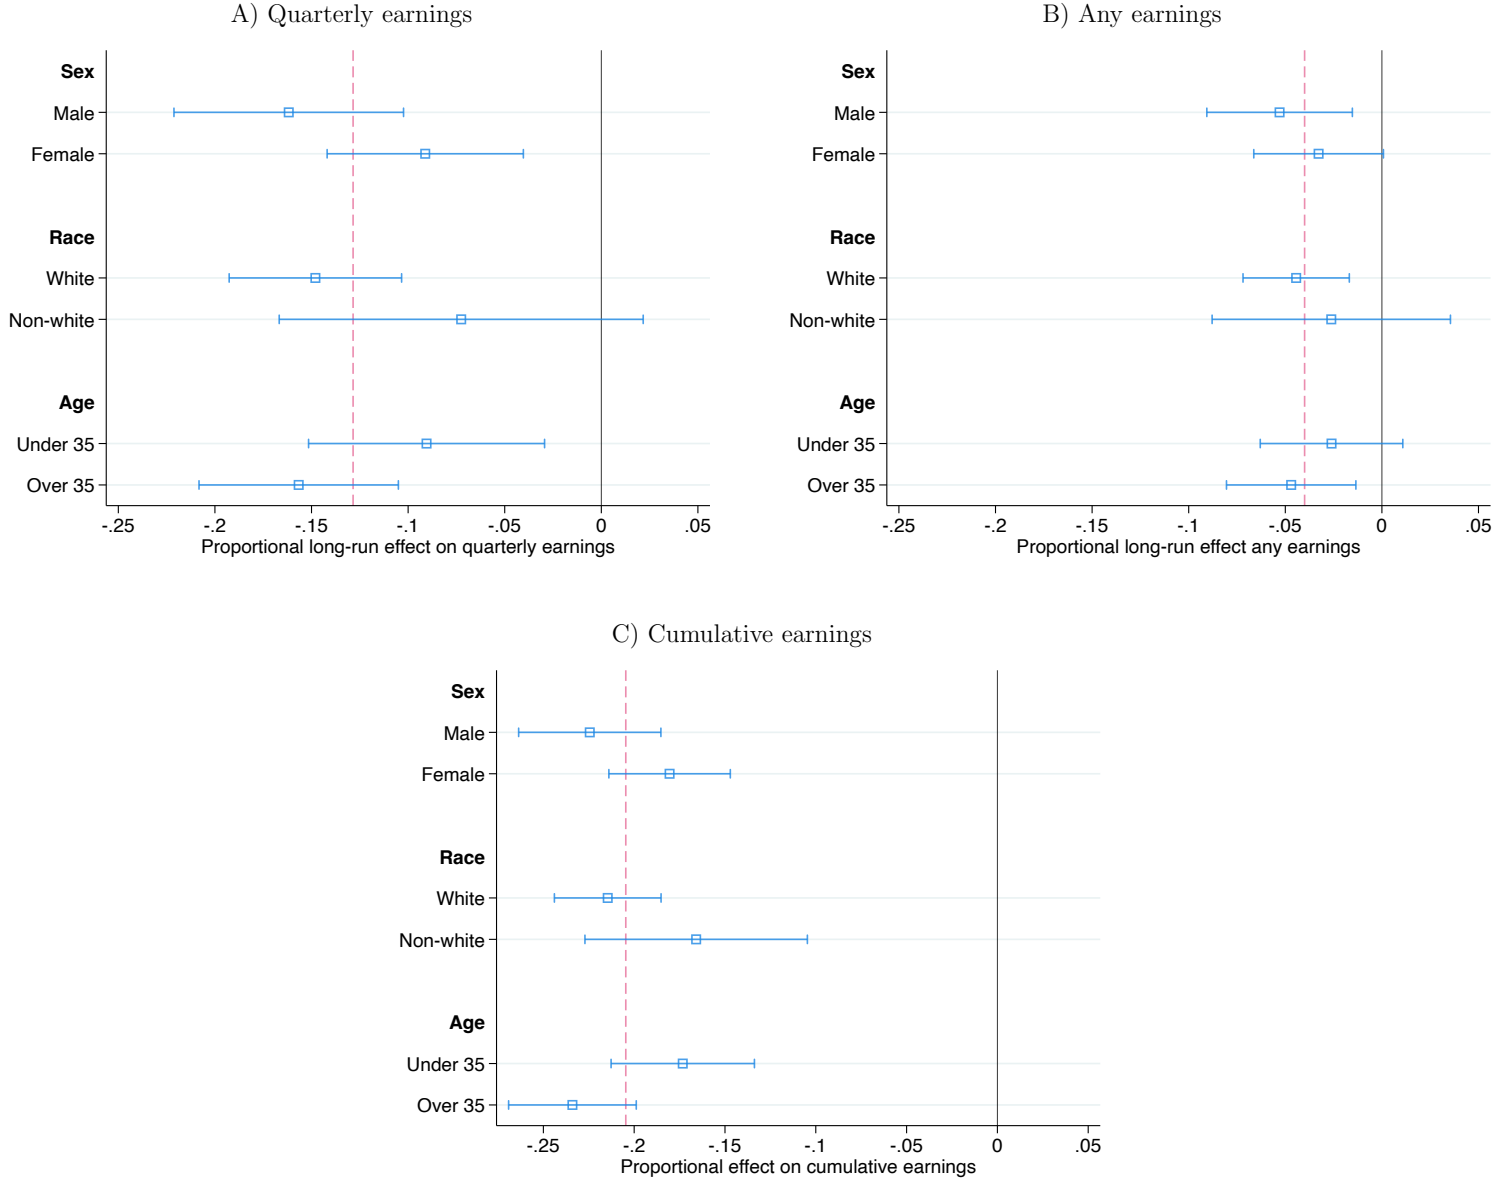 A) Quarterly earnings
Sex
Male
Female
Race
White
Non-white
Age
Under 35
Over 35
-.25 -.2 -.15 -.1 -.05 0 .05
Proportional long-run effect on quarterly earnings
B) Any earnings
Sex
Male
Female
Race
White
Non-white
Age
Under 35
Over 35
-.25 -.2 -.15 -.1 -.05 0 .05
Proportional long-run effect any earnings
C) Cumulative earnings
Sex
Male
Female
Race
White
Non-white
Age
Under 35
Over 35
-.25 -.2 -.15 -.1 -.05 0 .05
Proportional effect on cumulative earnings